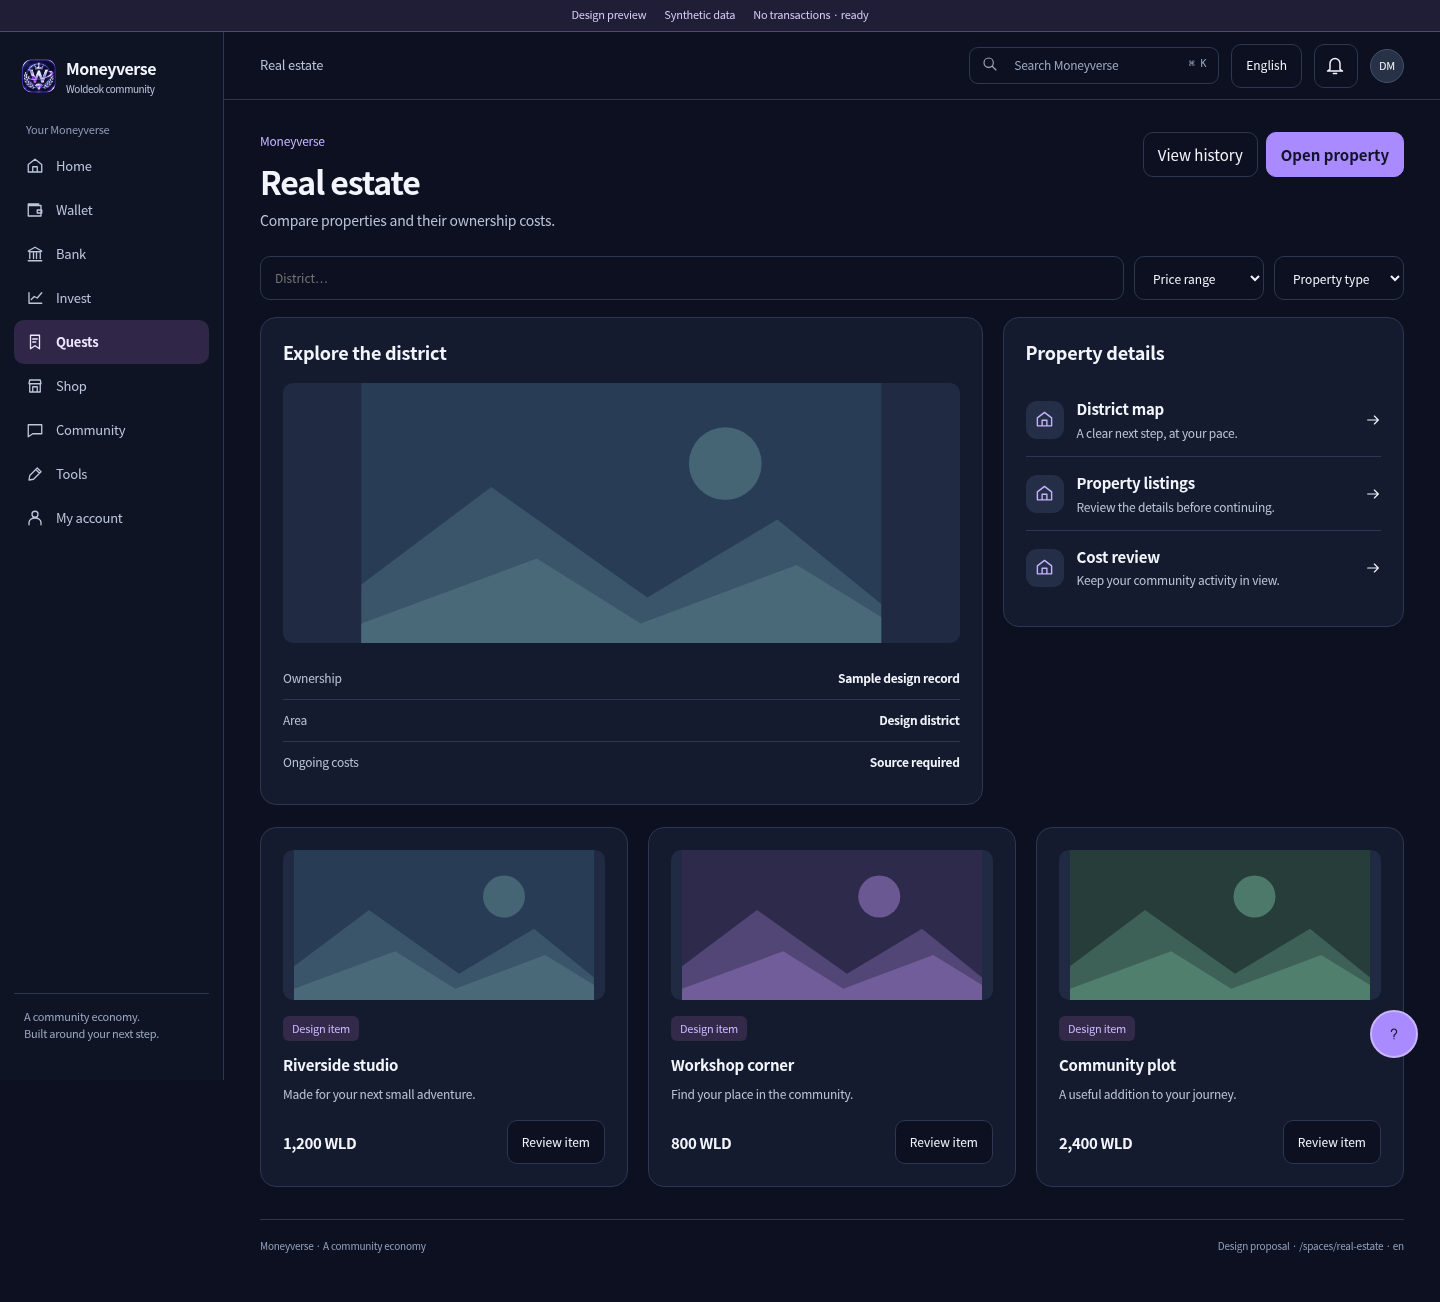 Design preview Synthetic data No transactions · ready
Moneyverse
Woldeok community
Your Moneyverse
Home
Wallet
Bank
Invest
Quests
Shop
Community
Tools
My account
A community economy.
Built around your next step.
Real estate
Search Moneyverse ⌘ K
English
DM
Moneyverse
Real estate
Compare properties and their ownership costs.
View history
Open property
District…
Price range
Property type
Explore the district
Ownership Sample design record
Area Design district
Ongoing costs Source required
Property details
District map
A clear next step, at your pace.
Property listings
Review the details before continuing.
Cost review
Keep your community activity in view.
Design item
Riverside studio
Made for your next small adventure.
1,200 WLD
Review item
Design item
Workshop corner
Find your place in the community.
800 WLD
Review item
Design item
Community plot
A useful addition to your journey.
2,400 WLD
Review item
?
Moneyverse · A community economy
Design proposal · /spaces/real-estate · en